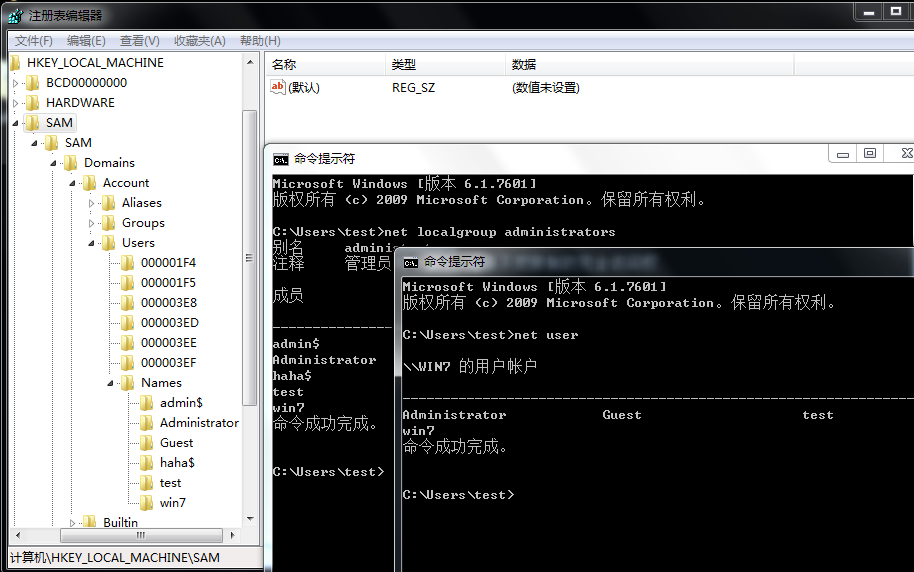 注册表编辑器
文件(F) 编辑(E) 查看(V) 收藏夹(A) 帮助(H)
HKEY_LOCAL_MACHINE
BCD00000000
HARDWARE
SAM
SAM
Domains
Account
Aliases
Groups
Users
000001F4
000001F5
000003E8
000003ED
000003EE
000003EF
Names
admin$
Administrator
Guest
haha$
test
win7
Builtin
计算机\HKEY_LOCAL_MACHINE\SAM
名称 类型 数据
(默认) REG_SZ (数值未设置)
命令提示符
Microsoft Windows [版本 6.1.7601]
版权所有 (c) 2009 Microsoft Corporation。保留所有权利。
C:\Users\test>net localgroup administrators
别名
注释 管理员
成员
---------------
admin$
Administrator
haha$
test
win7
命令成功完成。
C:\Users\test>
命令提示符
Microsoft Windows [版本 6.1.7601]
版权所有 (c) 2009 Microsoft Corporation。保留所有权利。
C:\Users\test>net user
\\WIN7 的用户帐户
-------------------------------------------------------------------------------
Administrator Guest test
win7
命令成功完成。
C:\Users\test>